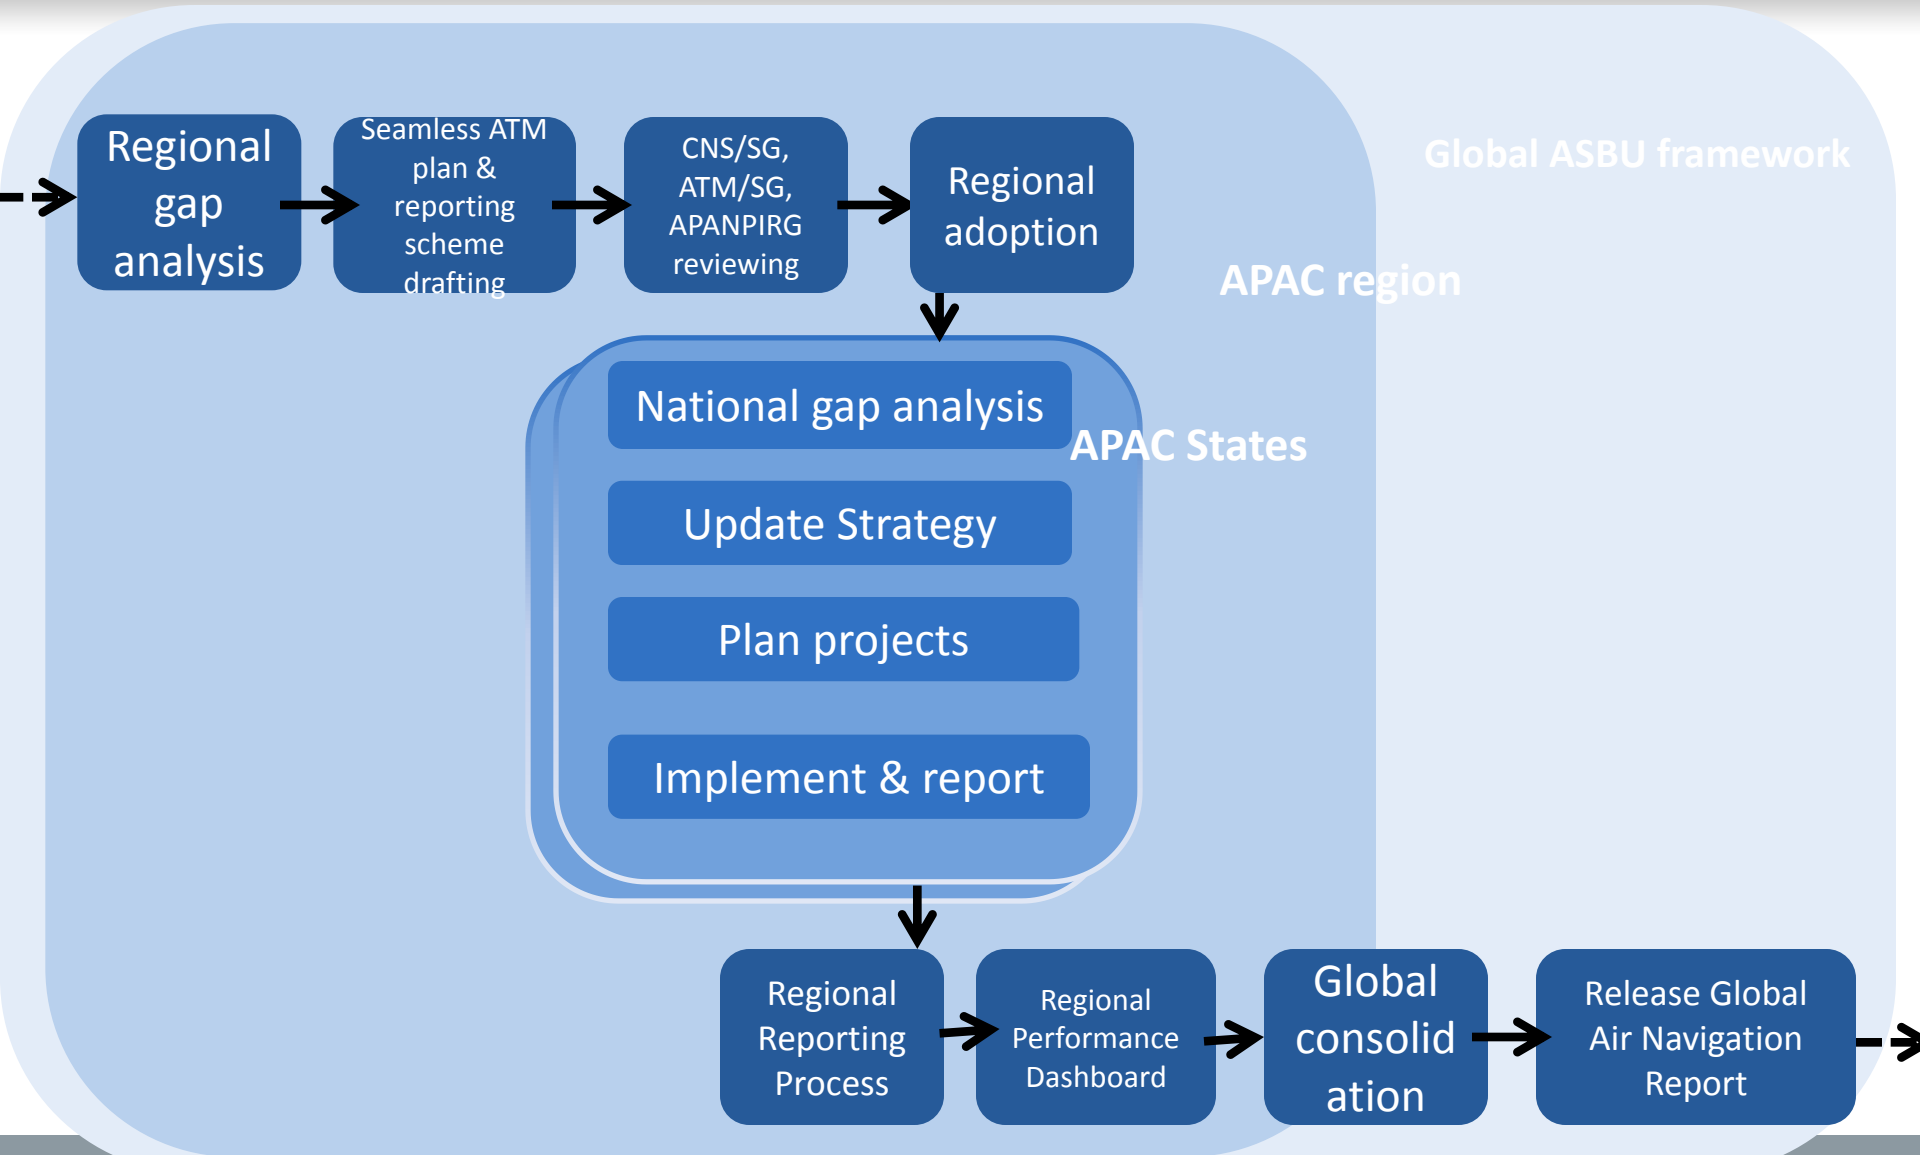 Regional
gap
analysis
Seamless ATM
plan &
reporting
scheme
drafting
CNS/SG,
ATM/SG,
APANPIRG
reviewing
Regional
adoption
Global ASBU framework
APAC region
National gap analysis
APAC States
Update Strategy
Plan projects
Implement & report
Regional
Reporting
Process
Regional
Performance
Dashboard
Global
consolid
ation
Release Global
Air Navigation
Report